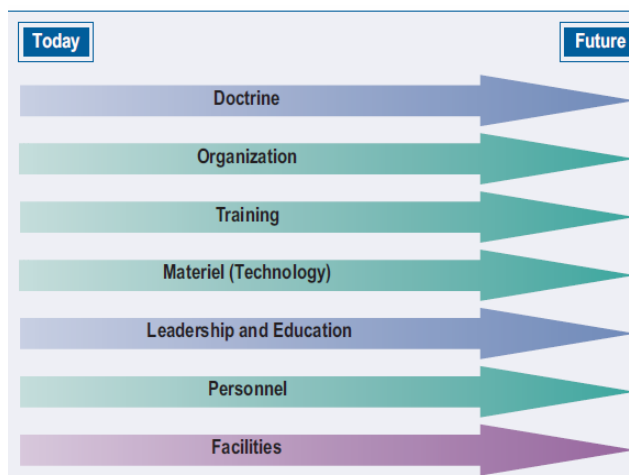 Today
Future
Doctrine
Organization
Training
Materiel (Technology)
Leadership and Education
Personnel
Facilities